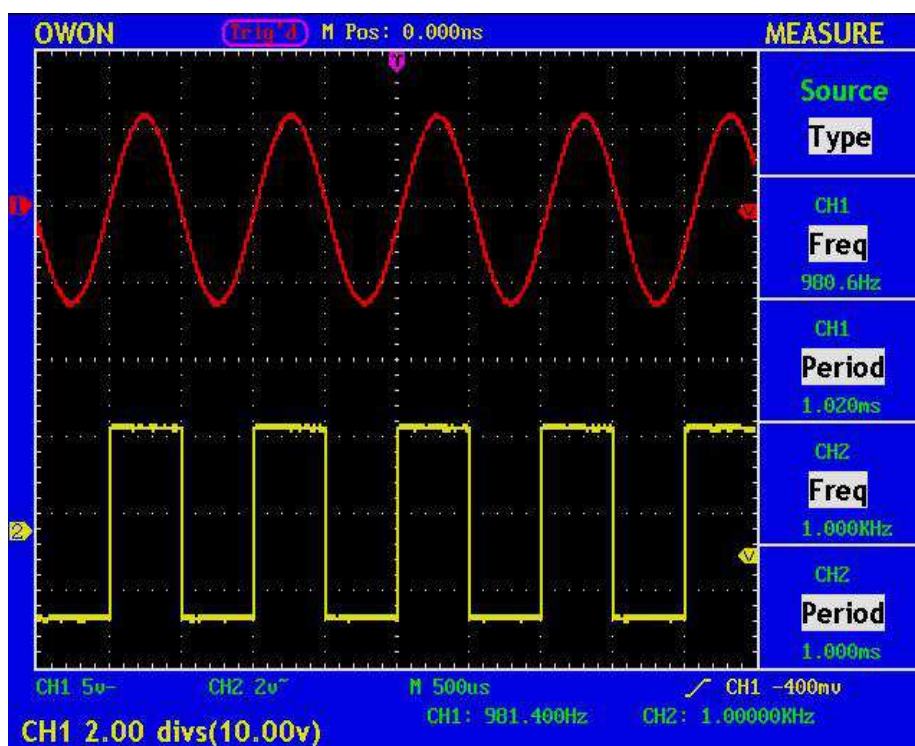 OWON Trig'd M Pos: 0.000ns MEASURE
T
Source
Type
1
V
CH1
Freq
980.6Hz
CH1
Period
1.020ms
CH2
Freq
1.000KHz
2
V
CH2
Period
1.000ms
CH1 5v- CH2 2v~ M 500us CH1 -400mv
CH1: 981.400Hz CH2: 1.00000KHz
CH1 2.00 divs(10.00v)